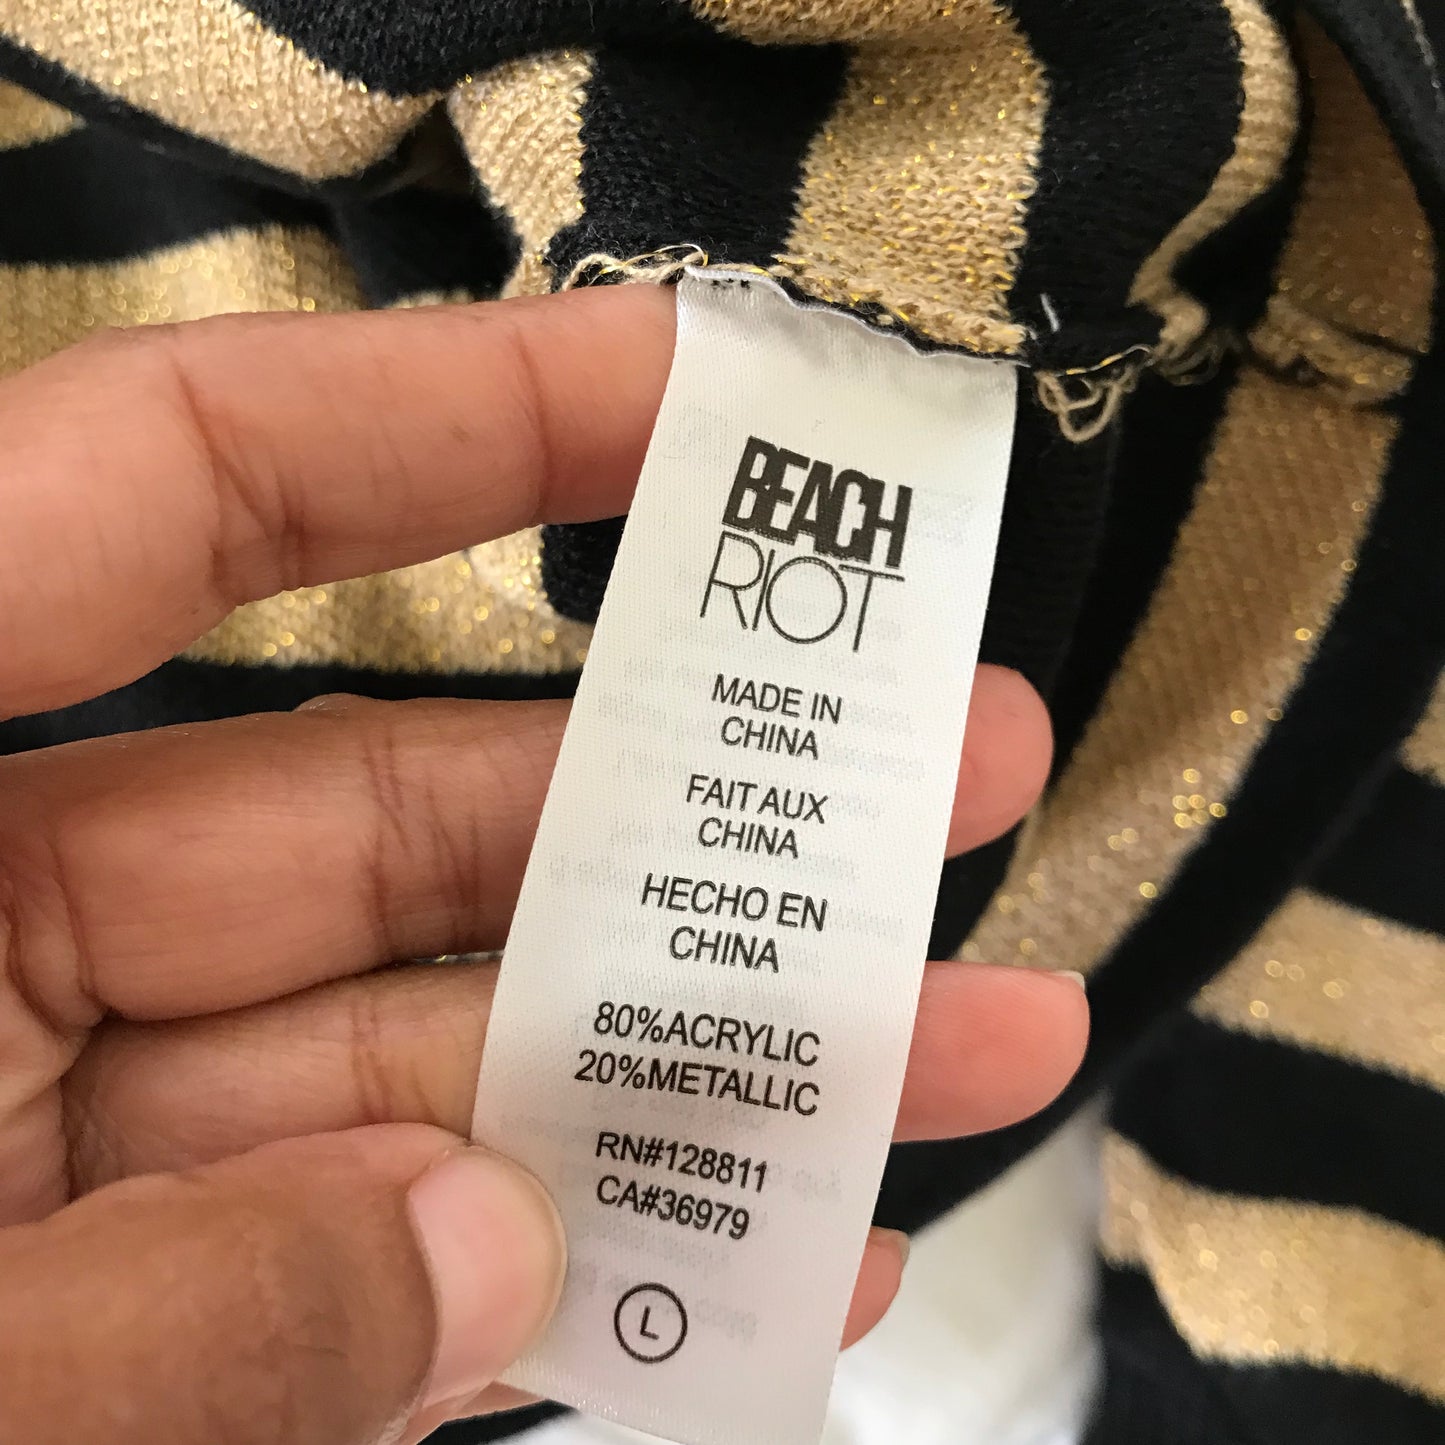 BEACH
RIOT
MADE IN
CHINA
FAIT AUX
CHINA
HECHO EN
CHINA
80%ACRYLIC
20%METALLIC
RN#128811
CA#36979
L